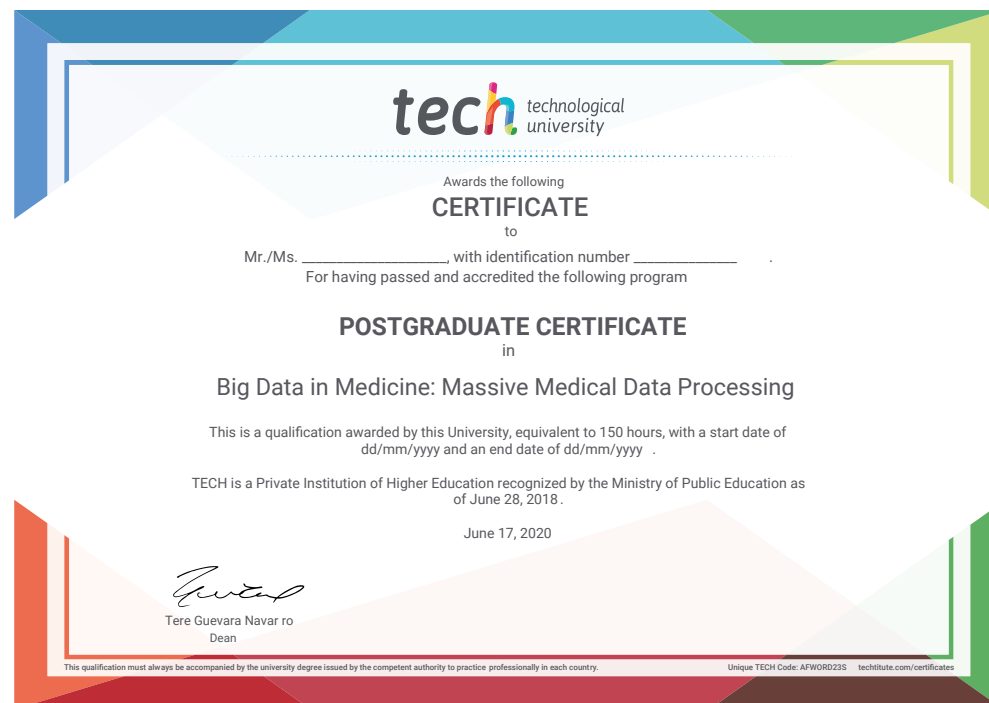 tech technological
university
Awards the following
CERTIFICATE
to
Mr./Ms. ____________________, with identification number ______________ .
For having passed and accredited the following program
POSTGRADUATE CERTIFICATE
in
Big Data in Medicine: Massive Medical Data Processing
This is a qualification awarded by this University, equivalent to 150 hours, with a start date of
dd/mm/yyyy and an end date of dd/mm/yyyy .
TECH is a Private Institution of Higher Education recognized by the Ministry of Public Education as
of June 28, 2018.
June 17, 2020
Tere Guevara Navar ro
Dean
This qualification must always be accompanied by the university degree issued by the competent authority to practice professionally in each country. Unique TECH Code: AFWORD23S techtitute.com/certificates